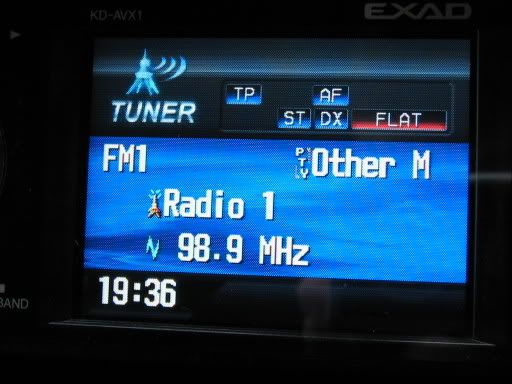 KD-AVX1
EXAD
TUNER
TP AF
ST DX FLAT
FM1
PTY Other M
Radio 1
98.9 MHz
19:36
BAND